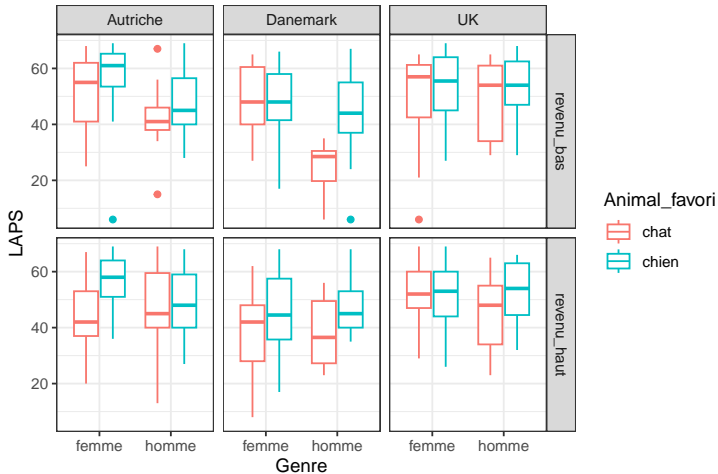 Autriche Danemark UK
LAPS
60
40
20
revenu_bas
60
40
20
revenu_haut
femme homme femme homme femme homme
Genre
Animal_favori
chat
chien